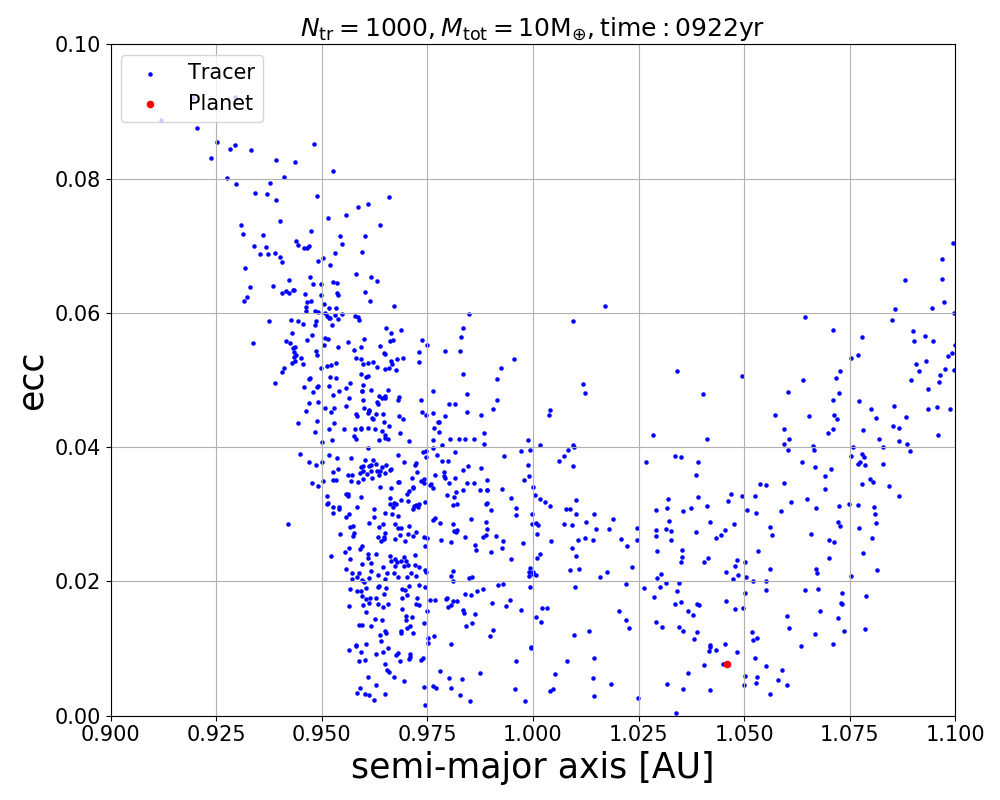 N_tr = 1000, M_tot = 10M_⊕, time : 0922yr
Tracer
Planet
ecc
0.10
0.08
0.06
0.04
0.02
0.00
0.900 0.925 0.950 0.975 1.000 1.025 1.050 1.075 1.100
semi-major axis [AU]